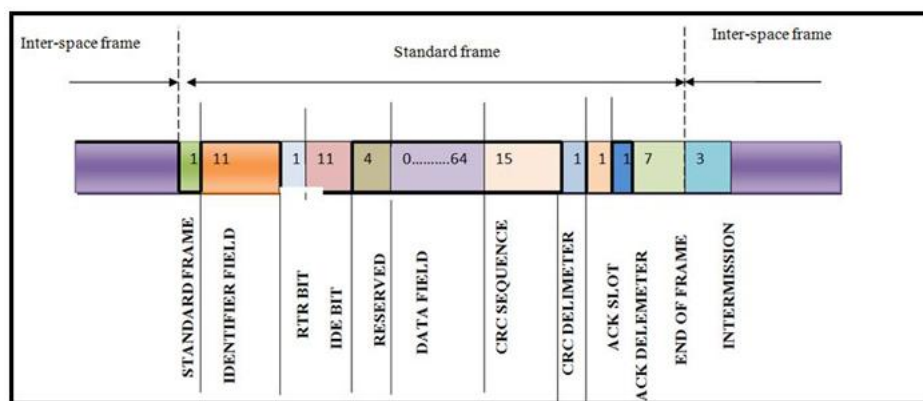 Inter-space frame
Standard frame
Inter-space frame
1 11 1 11 4 0.........64 15 1 1 1 7 3
STANDARD FRAME
IDENTIFIER FIELD
RTR BIT
IDE BIT
RESERVED
DATA FIELD
CRC SEQUENCE
CRC DELIMETER
ACK SLOT
ACK DELEMETER
END OF FRAME
INTERMISSION